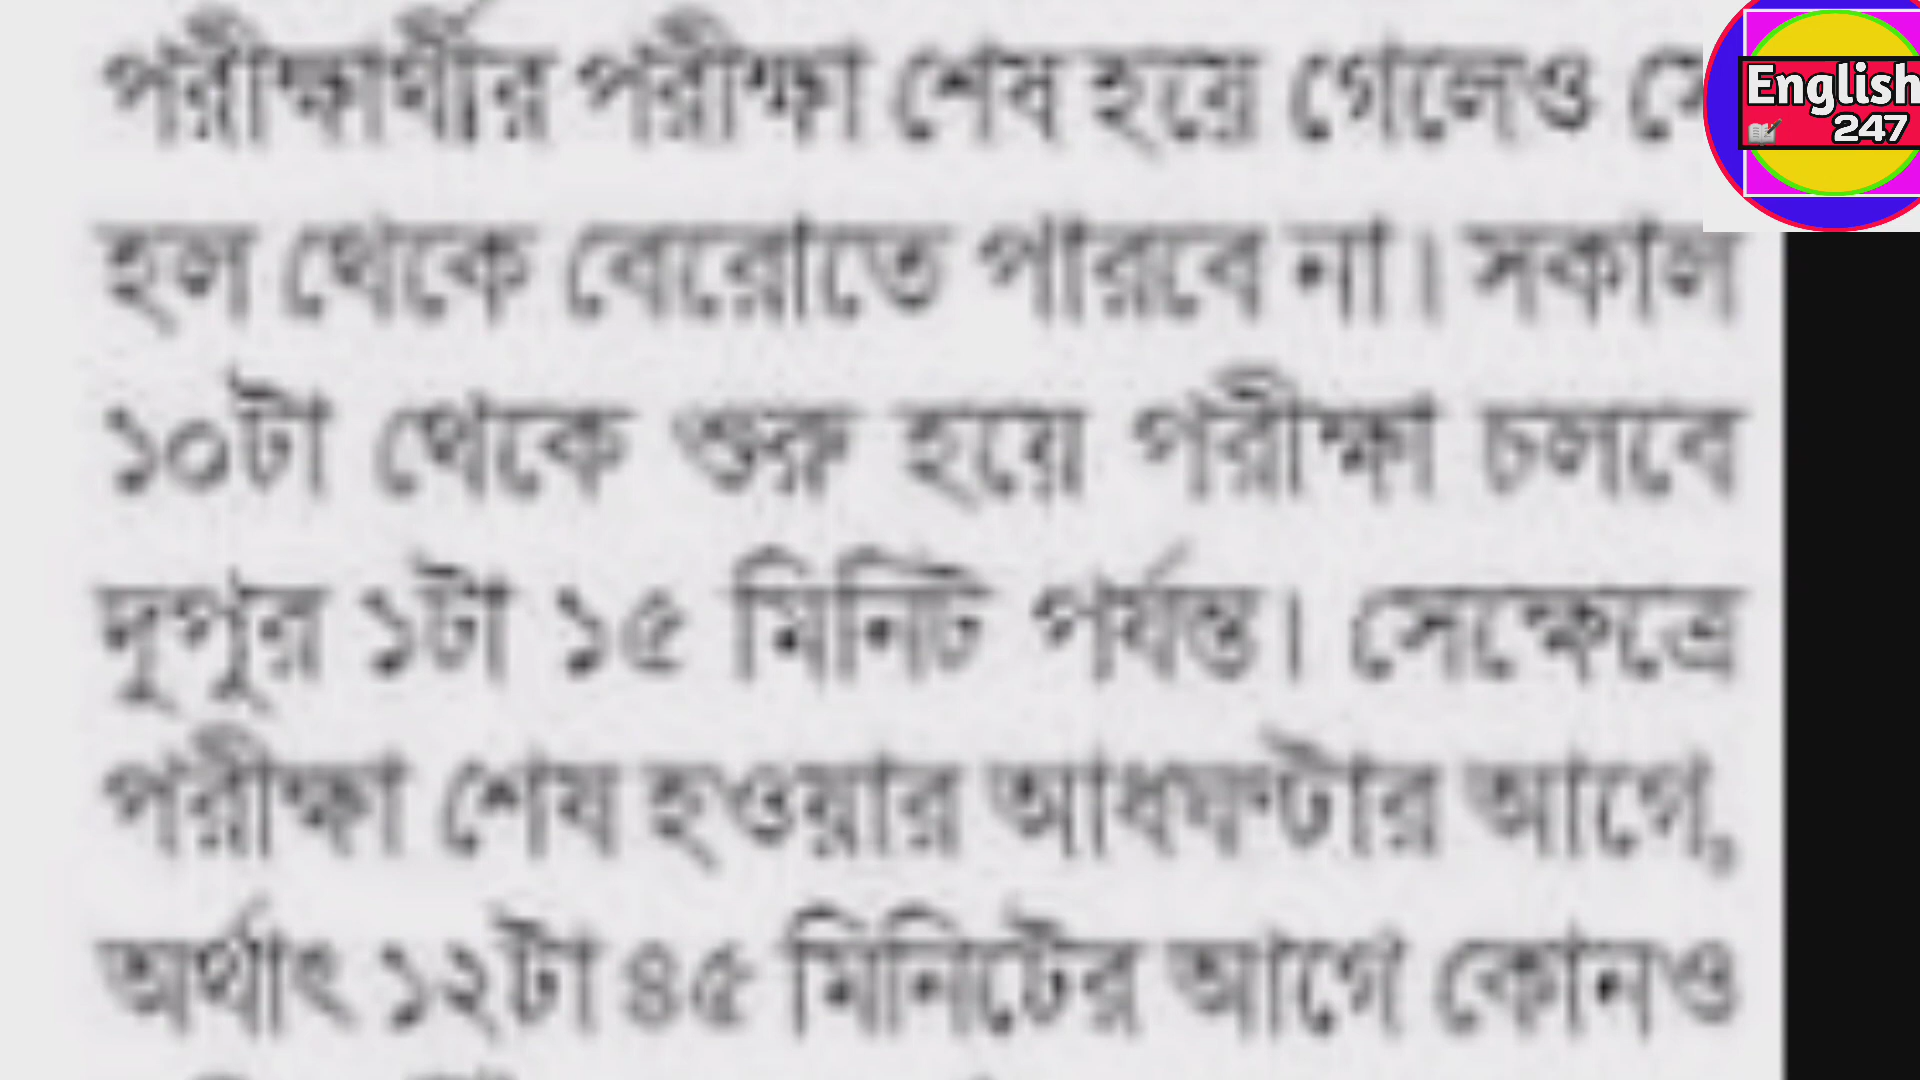 পরীক্ষার্থীর পরীক্ষা শেষ হয়ে গেলেও
হল থেকে বেরোতে পারবে না। সকাল
১০টা থেকে শুরু হয়ে পরীক্ষা চলবে
দুপুর ১টা ১৫ মিনিট পর্যন্ত। সেক্ষেত্রে
পরীক্ষা শেষ হওয়ার আধঘণ্টার আগে,
অর্থাৎ ১২টা ৪৫ মিনিটের আগে কোনও
English
247